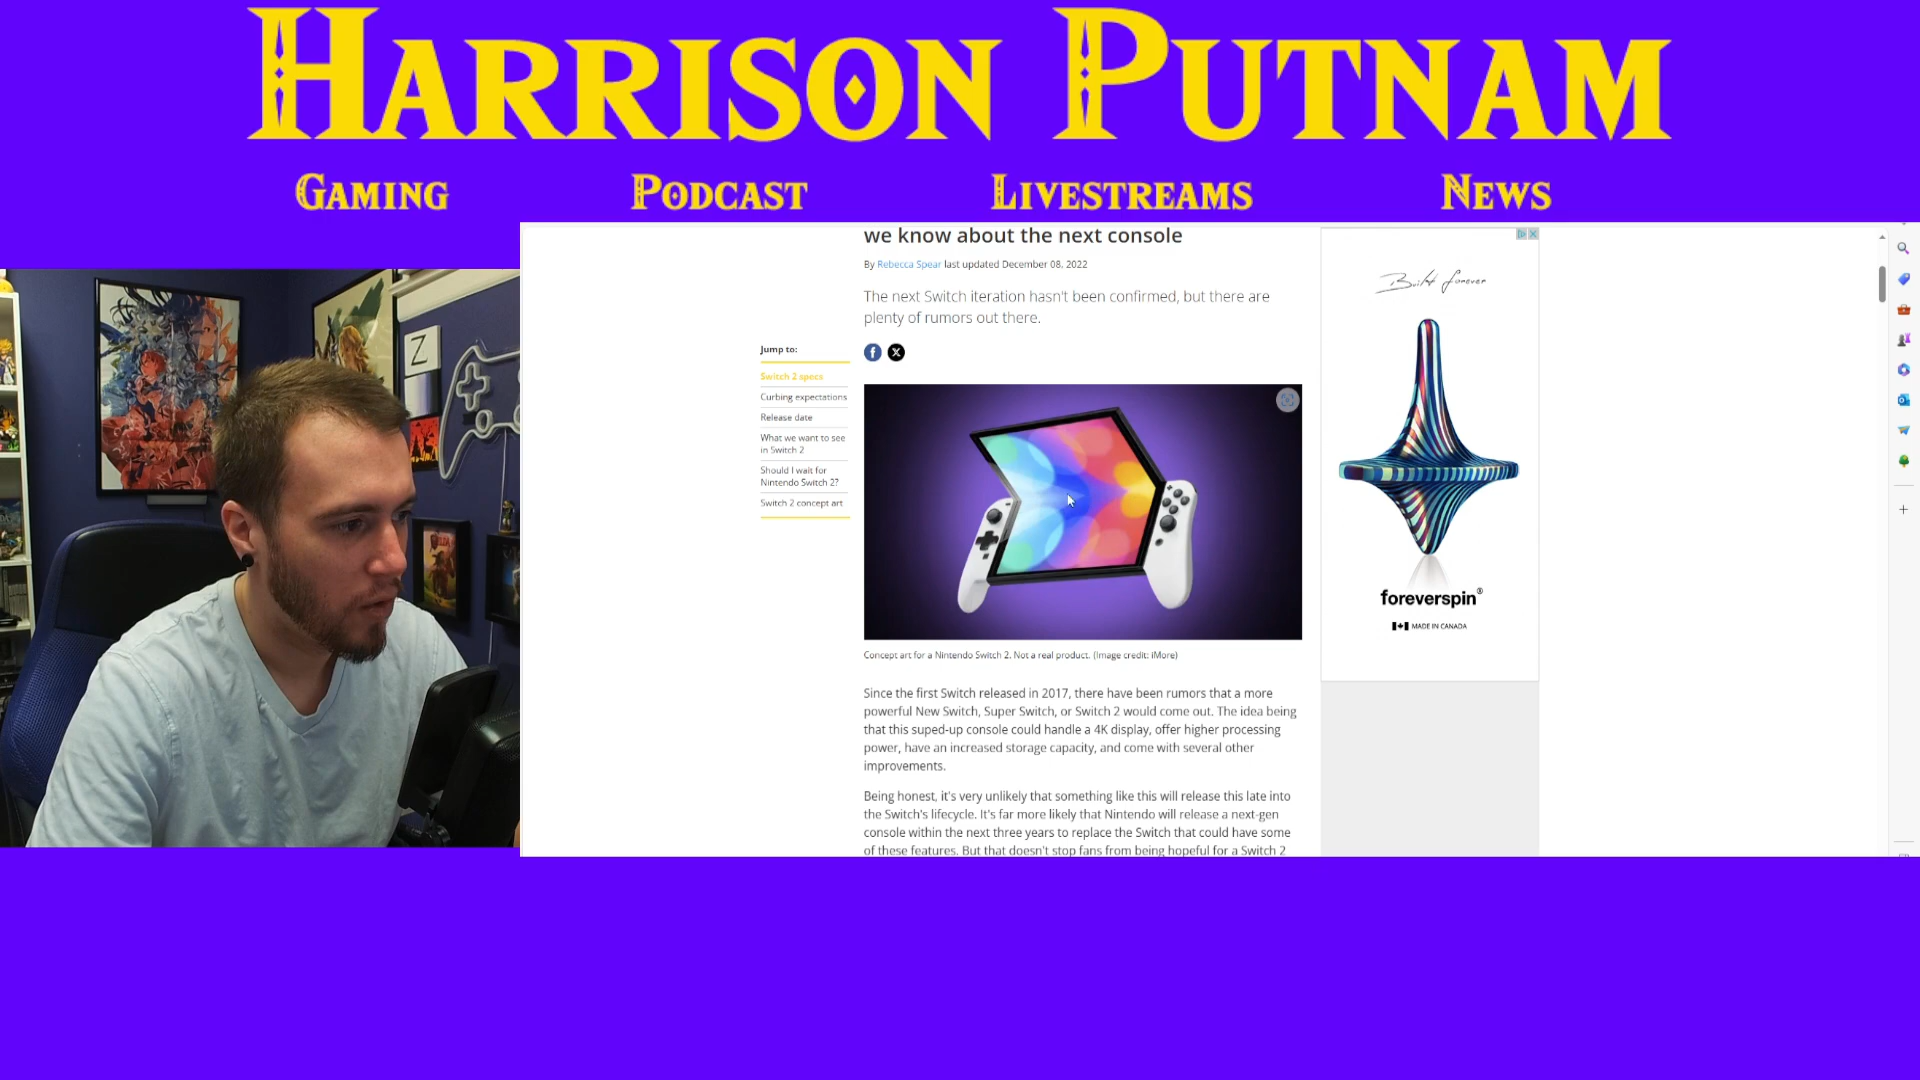 HARRISON PUTNAM
GAMING
PODCAST
LIVESTREAMS
NEWS
we know about the next console
By Rebecca Spear last updated December 08, 2022
The next Switch iteration hasn't been confirmed, but there are
plenty of rumors out there.
Jump to:
Switch 2 specs
Curbing expectations
Release date
What we want to see
in Switch 2
Should I wait for
Nintendo Switch 2?
Switch 2 concept art
Concept art for a Nintendo Switch 2. Not a real product. (Image credit: iMore)
Since the first Switch released in 2017, there have been rumors that a more
powerful New Switch, Super Switch, or Switch 2 would come out. The idea being
that this suped-up console could handle a 4K display, offer higher processing
power, have an increased storage capacity, and come with several other
improvements.
Being honest, it's very unlikely that something like this will release this late into
the Switch's lifecycle. It's far more likely that Nintendo will release a next-gen
console within the next three years to replace the Switch that could have some
of these features. But that doesn't stop fans from being hopeful for a Switch 2
Built forever
foreverspin®
MADE IN CANADA
Z